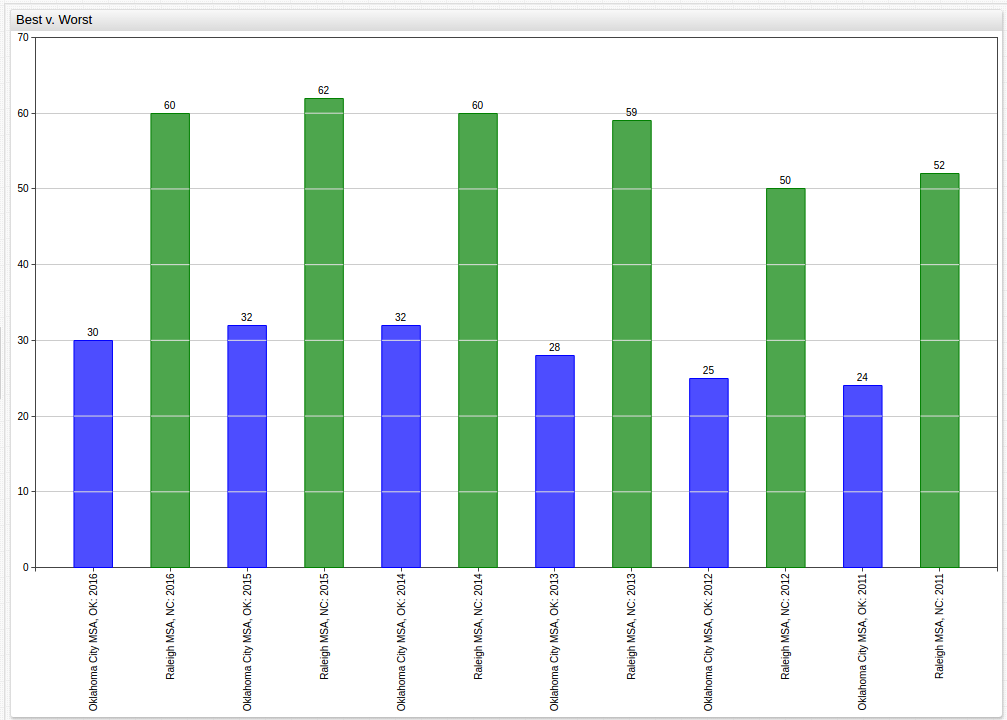 Best v. Worst
70
60
50
40
30
20
10
0
30
60
32
62
32
60
28
59
25
50
24
52
Oklahoma City MSA, OK: 2016
Raleigh MSA, NC: 2016
Oklahoma City MSA, OK: 2015
Raleigh MSA, NC: 2015
Oklahoma City MSA, OK: 2014
Raleigh MSA, NC: 2014
Oklahoma City MSA, OK: 2013
Raleigh MSA, NC: 2013
Oklahoma City MSA, OK: 2012
Raleigh MSA, NC: 2012
Oklahoma City MSA, OK: 2011
Raleigh MSA, NC: 2011